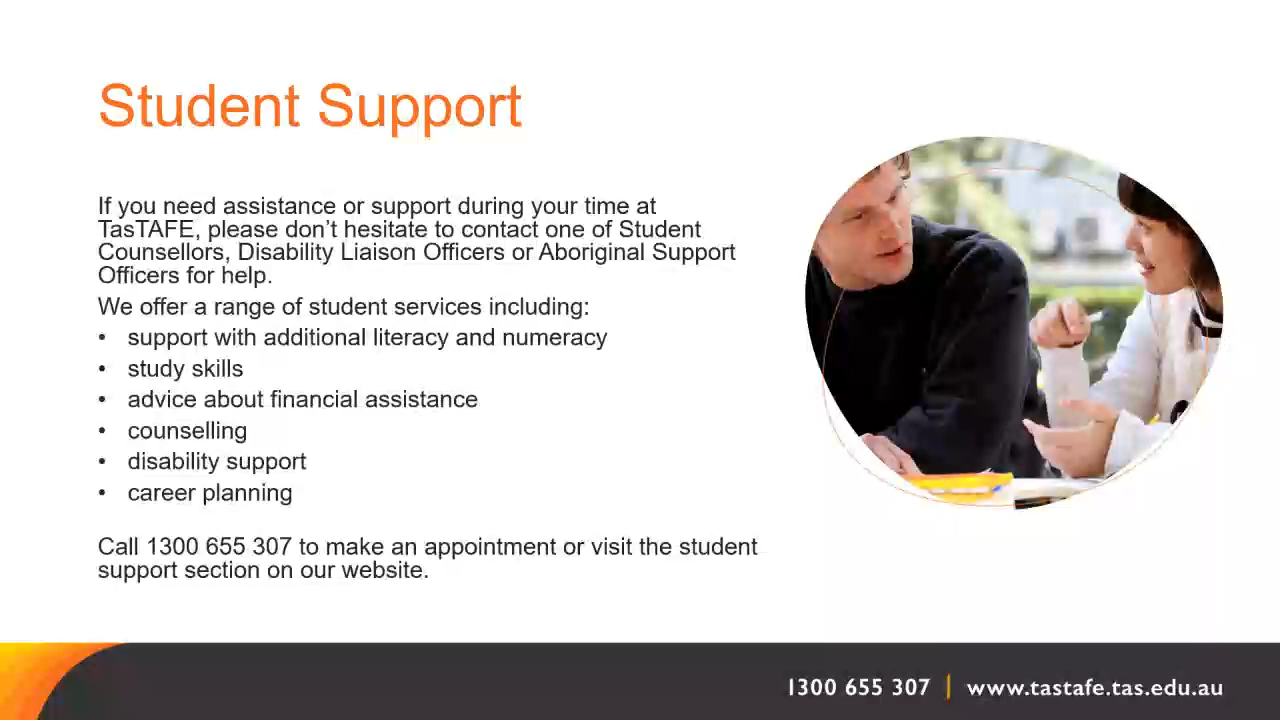 Student Support
If you need assistance or support during your time at
TasTAFE, please don’t hesitate to contact one of Student
Counsellors, Disability Liaison Officers or Aboriginal Support
Officers for help.
We offer a range of student services including:
• support with additional literacy and numeracy
• study skills
• advice about financial assistance
• counselling
• disability support
• career planning
Call 1300 655 307 to make an appointment or visit the student
support section on our website.
1300 655 307 | www.tastafe.tas.edu.au